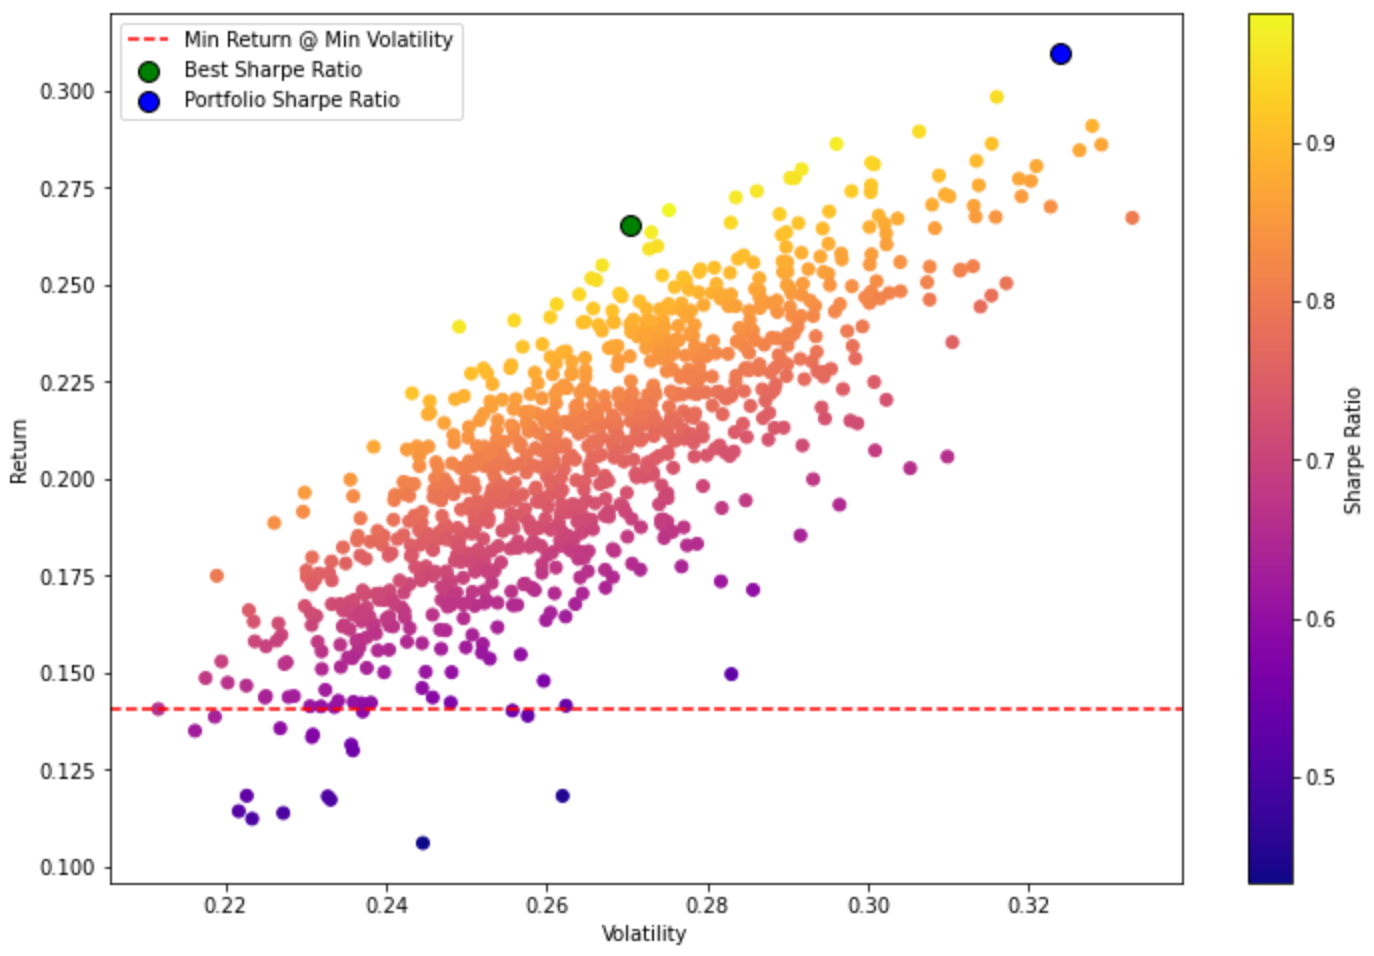 Min Return @ Min Volatility
Best Sharpe Ratio
Portfolio Sharpe Ratio
0.300
0.275
0.250
0.225
0.200
0.175
0.150
0.125
0.100
Return
0.22 0.24 0.26 0.28 0.30 0.32
Volatility
0.9
0.8
0.7
0.6
0.5
Sharpe Ratio